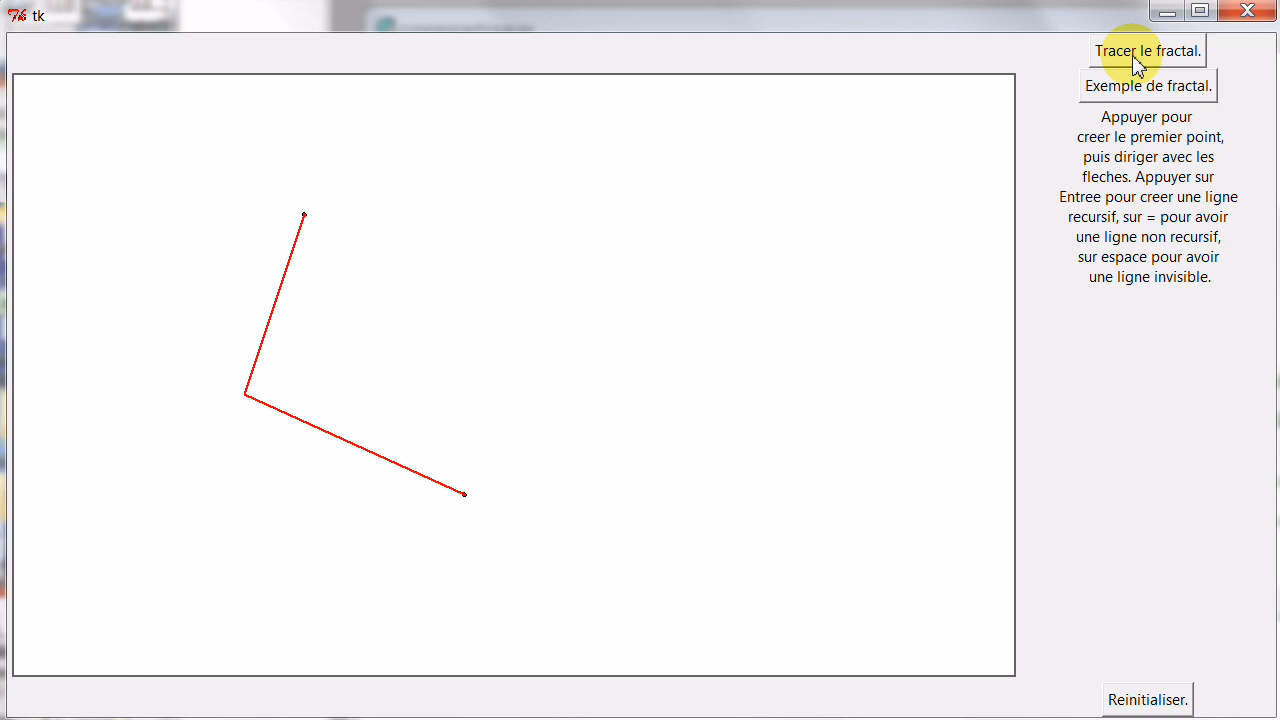 tk
Tracer le fractal.
Exemple de fractal.
Appuyer pour
creer le premier point,
puis diriger avec les
fleches. Appuyer sur
Entree pour creer une ligne
recursif, sur = pour avoir
une ligne non recursif,
sur espace pour avoir
une ligne invisible.
Reinitialiser.